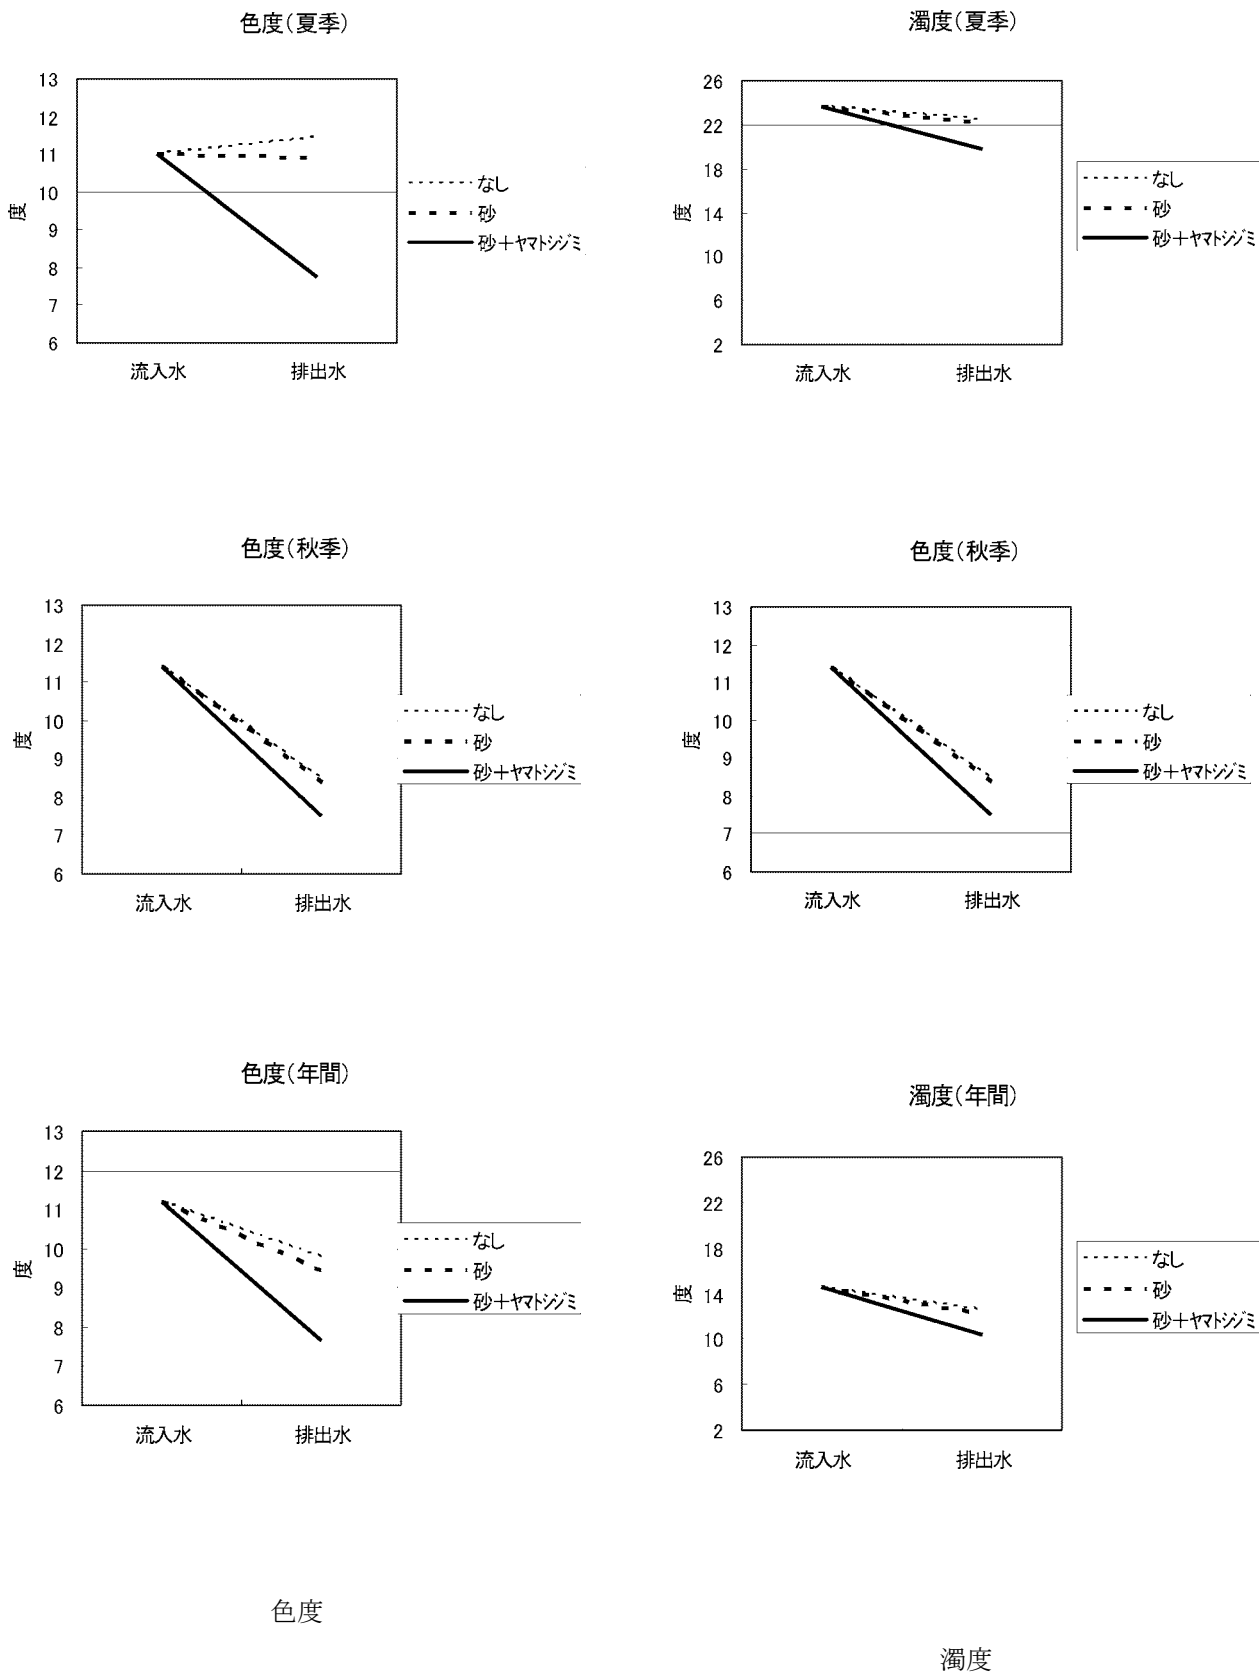 色度(夏季)
13
12
11
10
9
8
7
6
度
流入水
排出水
なし
砂
砂+ヤマトシジミ
濁度(夏季)
26
22
18
14
10
6
2
度
流入水
排出水
なし
砂
砂+ヤマトシジミ
色度(秋季)
13
12
11
10
9
8
7
6
度
流入水
排出水
なし
砂
砂+ヤマトシジミ
色度(秋季)
13
12
11
10
9
8
7
6
度
流入水
排出水
なし
砂
砂+ヤマトシジミ
色度(年間)
13
12
11
10
9
8
7
6
度
流入水
排出水
なし
砂
砂+ヤマトシジミ
濁度(年間)
26
22
18
14
10
6
2
度
流入水
排出水
なし
砂
砂+ヤマトシジミ
色度
濁度